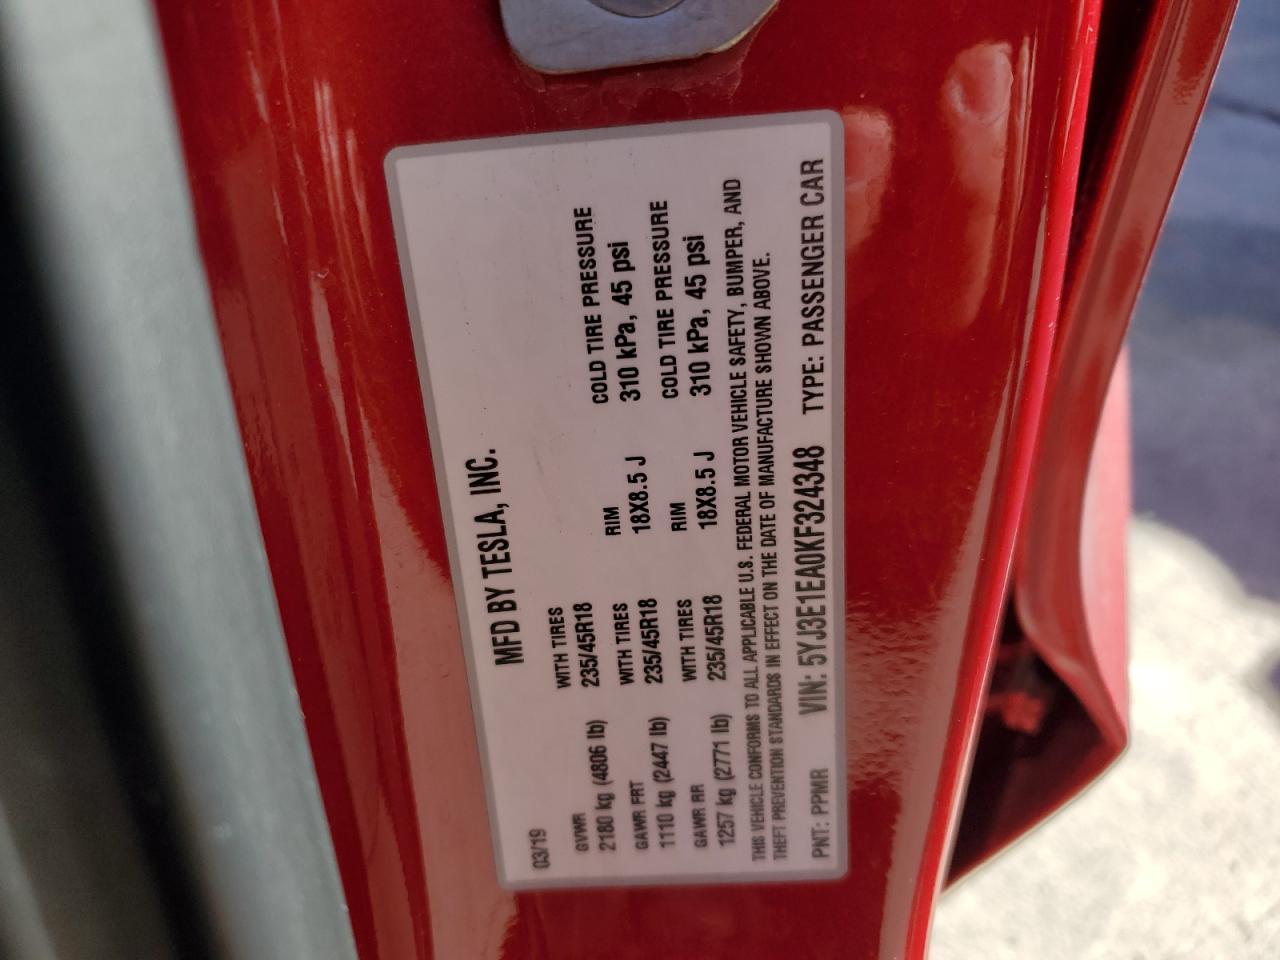 MFD BY TESLA, INC.
03/19
GVWR WITH TIRES RIM COLD TIRE PRESSURE
2180 kg (4806 lb) 235/45R18 18X8.5 J 310 kPa, 45 psi
GAWR FRT WITH TIRES RIM COLD TIRE PRESSURE
1110 kg (2447 lb) 235/45R18 18X8.5 J 310 kPa, 45 psi
GAWR RR WITH TIRES
1257 kg (2771 lb) 235/45R18
THIS VEHICLE CONFORMS TO ALL APPLICABLE U.S. FEDERAL MOTOR VEHICLE SAFETY, BUMPER, AND
THEFT PREVENTION STANDARDS IN EFFECT ON THE DATE OF MANUFACTURE SHOWN ABOVE.
PNT: PPMR VIN: 5YJ3E1EA0KF324348 TYPE: PASSENGER CAR